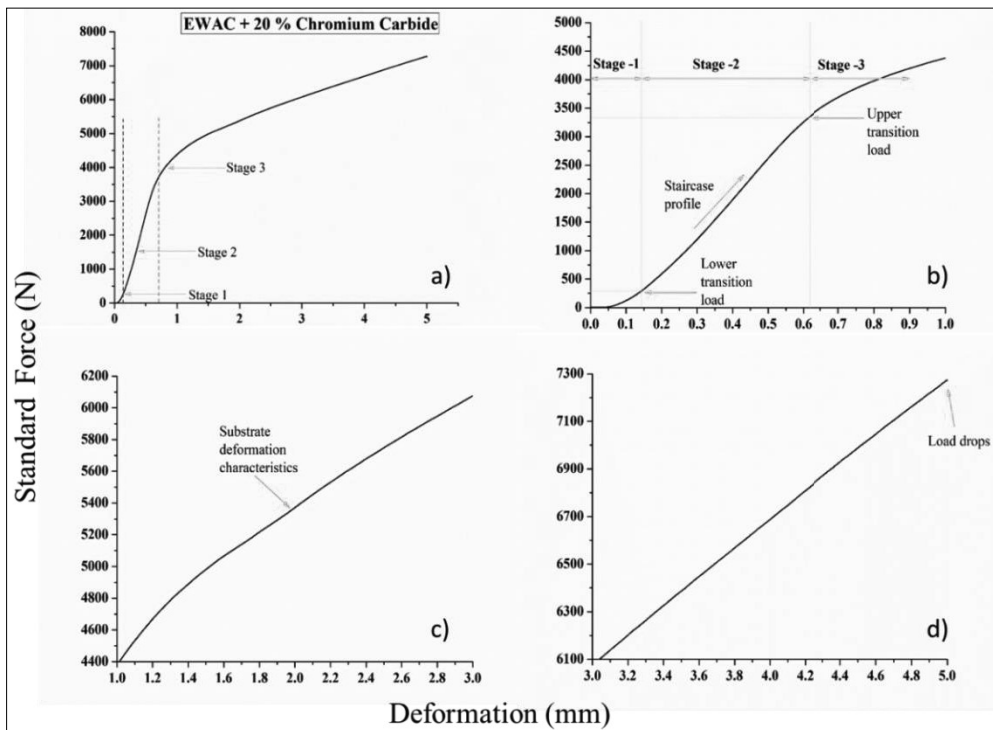 EWAC + 20 % Chromium Carbide
8000
7000
6000
5000
4000
3000
2000
1000
0
0 1 2 3 4 5
Stage 3
Stage 2
Stage 1
a)
5000
4500
4000
3500
3000
2500
2000
1500
1000
500
0
0.0 0.1 0.2 0.3 0.4 0.5 0.6 0.7 0.8 0.9 1.0
Stage -1 Stage -2 Stage -3
Upper
transition
load
Staircase
profile
Lower
transition
load
b)
6200
6000
5800
5600
5400
5200
5000
4800
4600
4400
1.0 1.2 1.4 1.6 1.8 2.0 2.2 2.4 2.6 2.8 3.0
Substrate
deformation
characteristics
c)
7300
7100
6900
6700
6500
6300
6100
3.0 3.2 3.4 3.6 3.8 4.0 4.2 4.4 4.6 4.8 5.0
Load drops
d)
Standard Force (N)
Deformation (mm)